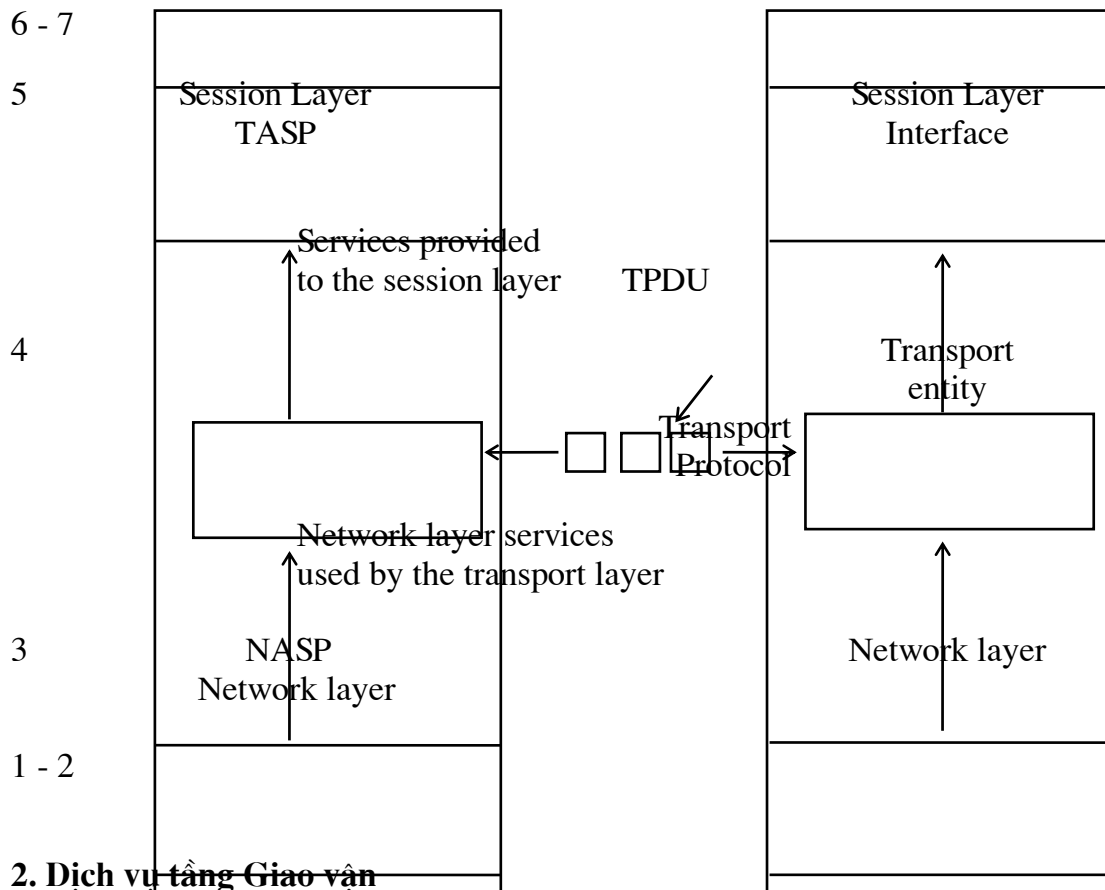 6 - 7
5
Session Layer
TASP
Session Layer
Interface
Services provided
to the session layer
TPDU
4
Transport
entity
Transport
Protocol
Network layer services
used by the transport layer
3
NASP
Network layer
Network layer
1 - 2
2. Dịch vụ tầng Giao vận